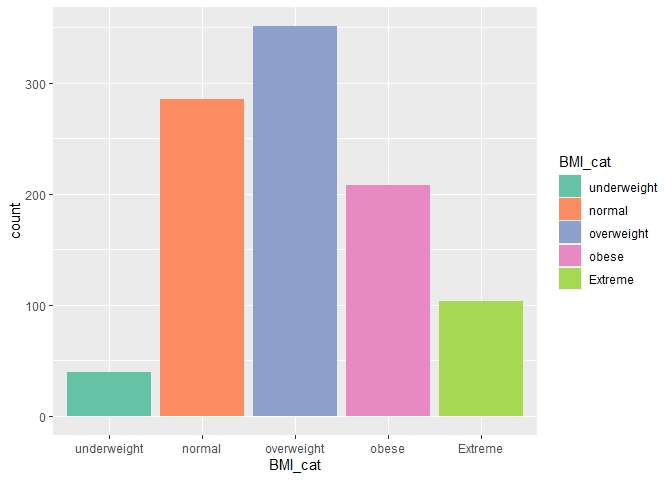 300
200
100
0
count
underweight normal overweight obese Extreme
BMI_cat
BMI_cat
underweight
normal
overweight
obese
Extreme